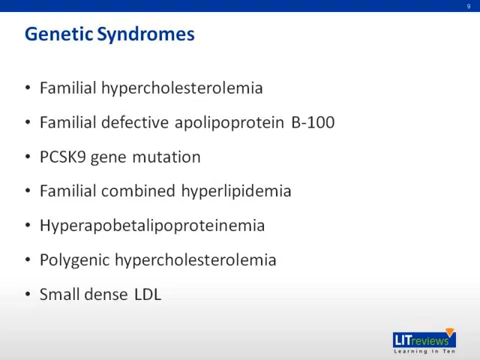 9
Genetic Syndromes
• Familial hypercholesterolemia
• Familial defective apolipoprotein B-100
• PCSK9 gene mutation
• Familial combined hyperlipidemia
• Hyperapobetalipoproteinemia
• Polygenic hypercholesterolemia
• Small dense LDL
LITreviews
Learning In Ten